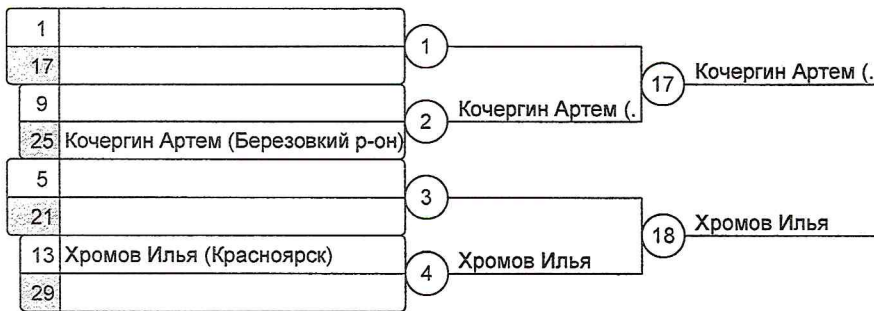 1
1
17
17
Кочергин Артем (.
9
2
Кочергин Артем (.
25 Кочергин Артем (Березовкий р-он)
5
3
21
18
Хромов Илья
13 Хромов Илья (Красноярск)
4
Хромов Илья
29